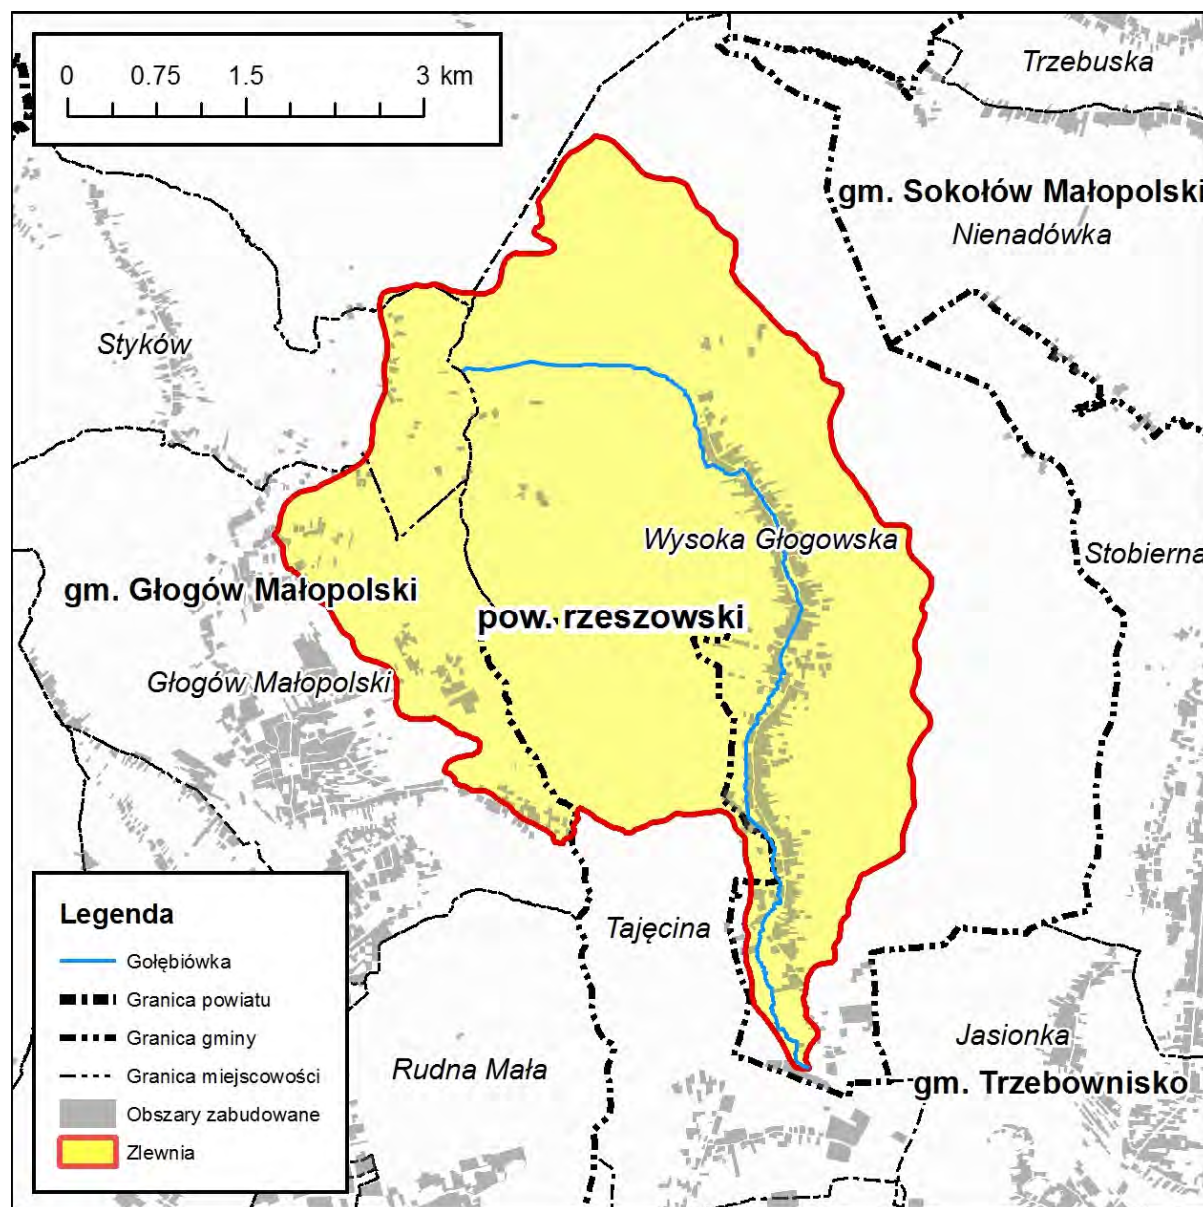 0 0.75 1.5 3 km
Trzebuska
gm. Sokołów Małopolski
Nienadówka
Styków
Wysoka Głogowska
Stobierna
gm. Głogów Małopolski
pow. rzeszowski
Głogów Małopolski
Legenda
Gołębiówka
Granica powiatu
Granica gminy
Granica miejscowości
Obszary zabudowane
Zlewnia
Tajęcina
Rudna Mała
Jasionka
gm. Trzebownisko